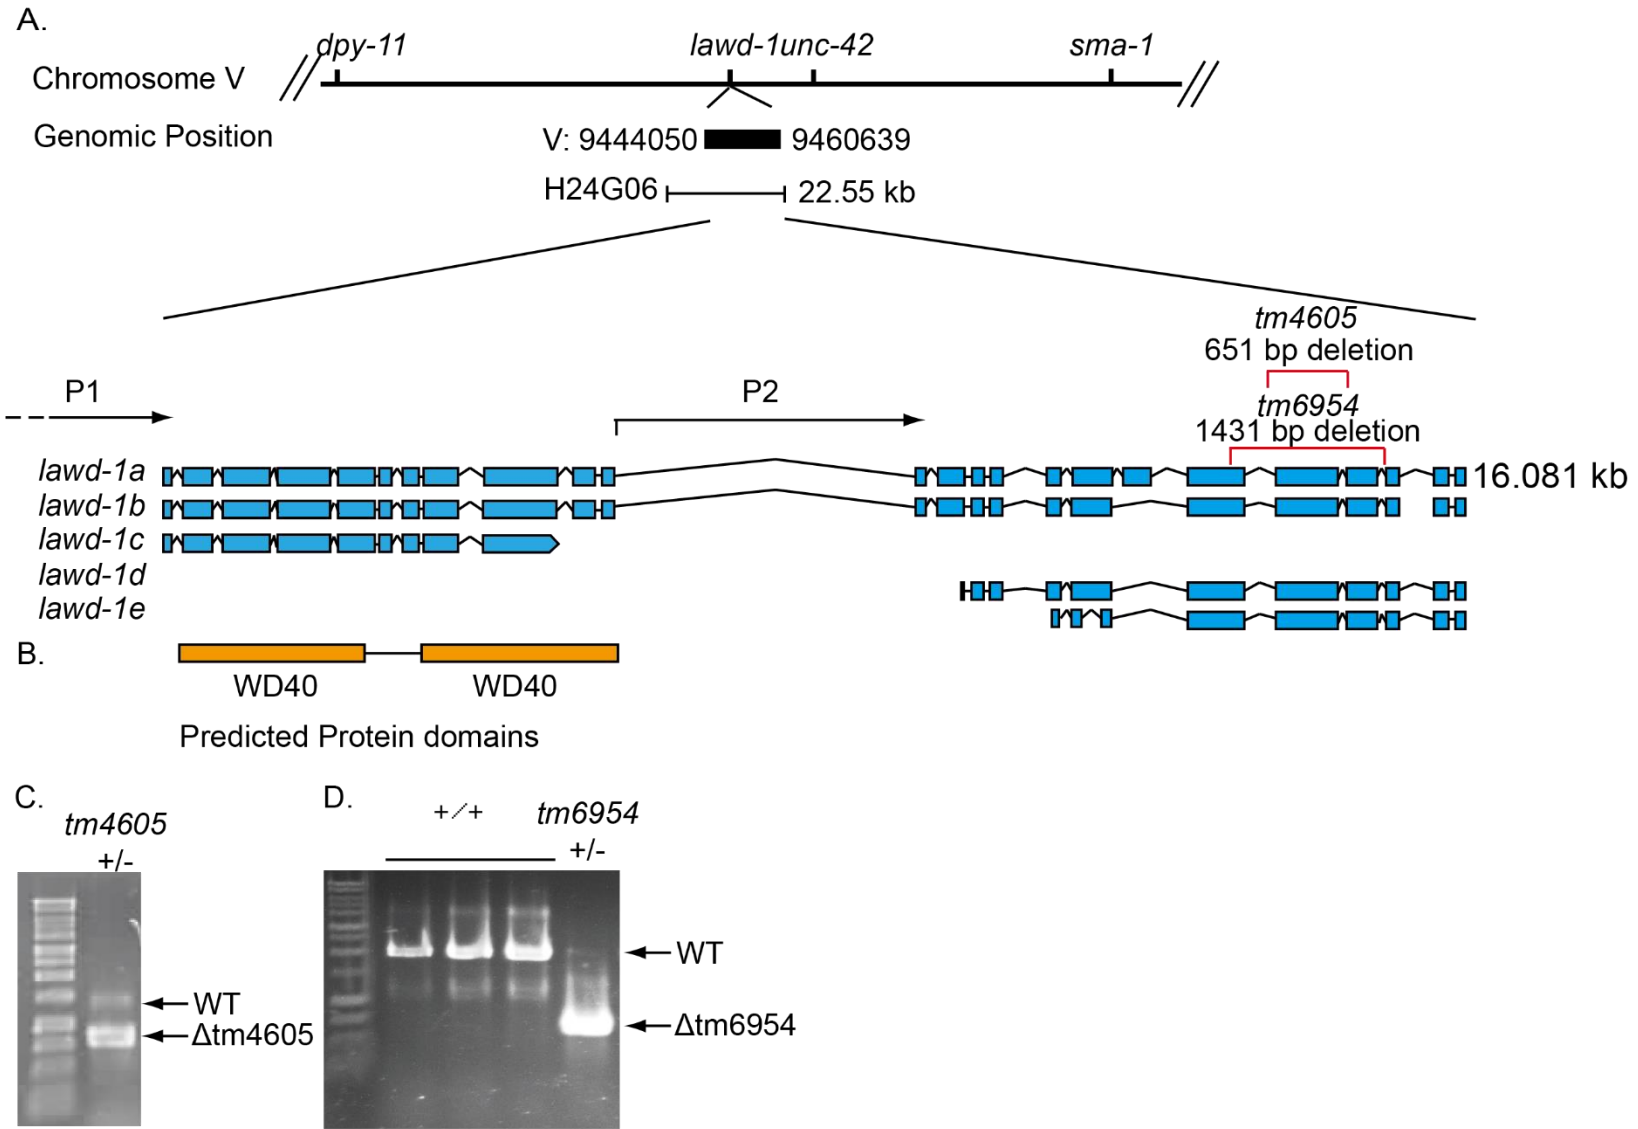 A.
dpy-11 lawd-1unc-42 sma-1
Chromosome V
Genomic Position V: 9444050 9460639
H24G06 22.55 kb
tm4605
651 bp deletion
P1 P2
tm6954
1431 bp deletion
lawd-1a 16.081 kb
lawd-1b
lawd-1c
lawd-1d
lawd-1e
B.
WD40 WD40
Predicted Protein domains
C. D.
tm4605 +/+ tm6954
+/- +/-
WT
Δtm4605
WT
Δtm6954